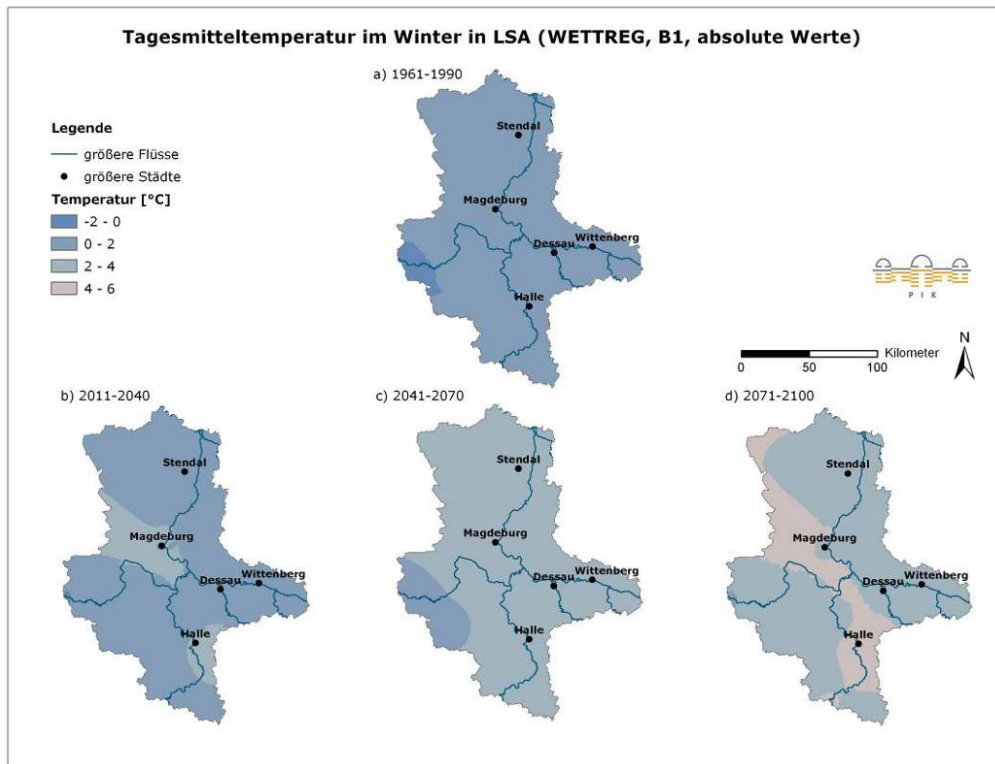 Tagesmitteltemperatur im Winter in LSA (WETTREG, B1, absolute Werte)
a) 1961-1990
Legende
größere Flüsse
größere Städte
Temperatur [°C]
-2 - 0
0 - 2
2 - 4
4 - 6
Stendal
Magdeburg
Dessau
Wittenberg
Halle
P I K
N
Kilometer
0 50 100
b) 2011-2040
Stendal
Magdeburg
Dessau
Wittenberg
Halle
c) 2041-2070
Stendal
Magdeburg
Dessau
Wittenberg
Halle
d) 2071-2100
Stendal
Magdeburg
Dessau
Wittenberg
Halle